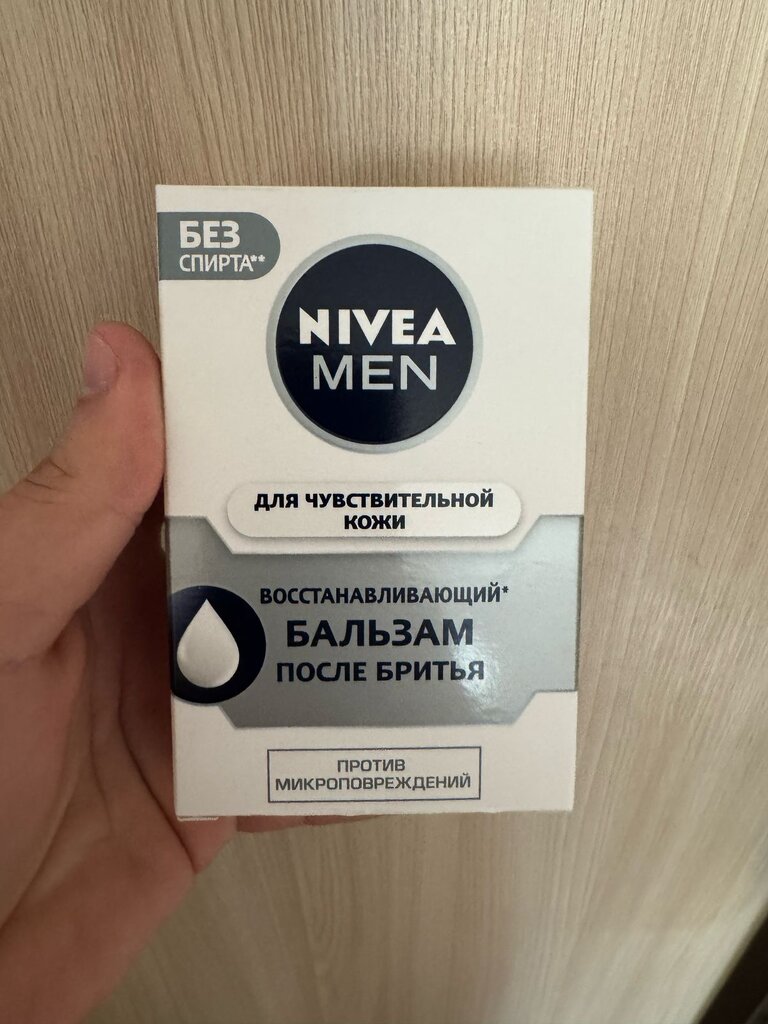 БЕЗ
СПИРТА**
NIVEA
MEN
ДЛЯ ЧУВСТВИТЕЛЬНОЙ
КОЖИ
ВОССТАНАВЛИВАЮЩИЙ*
БАЛЬЗАМ
ПОСЛЕ БРИТЬЯ
ПРОТИВ
МИКРОПОВРЕЖДЕНИЙ